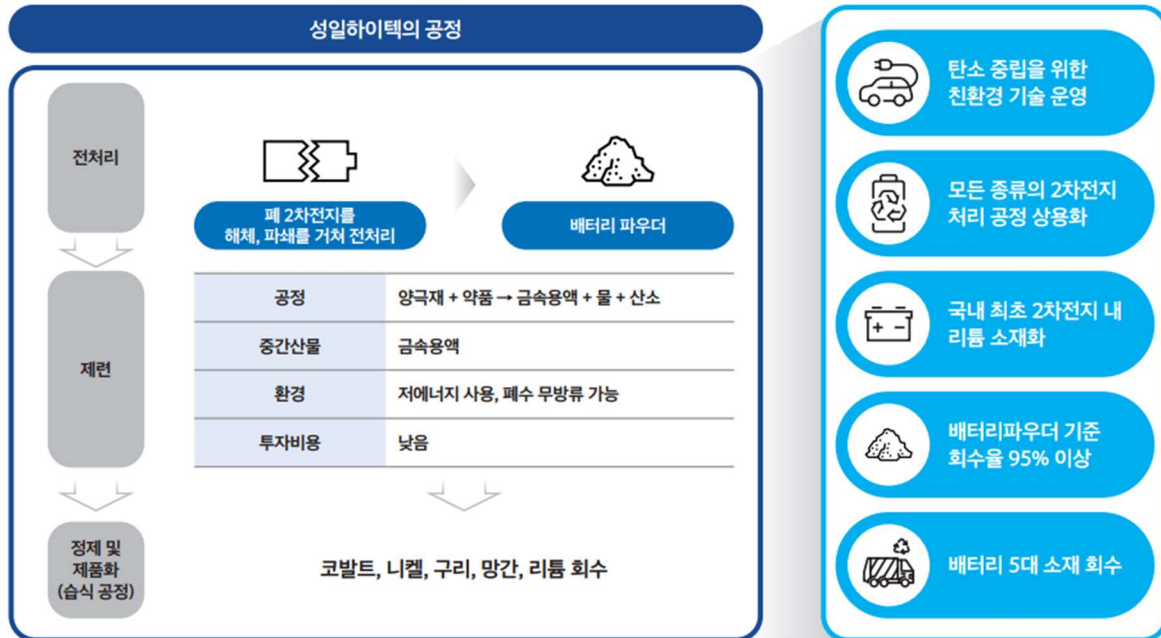 성일하이텍의 공정
전처리
폐 2차전지를
해체, 파쇄를 거쳐 전처리
배터리 파우더
제련
공정
양극재 + 약품 → 금속용액 + 물 + 산소
중간산물
금속용액
환경
저에너지 사용, 폐수 무방류 가능
투자비용
낮음
정제 및
제품화
(습식 공정)
코발트, 니켈, 구리, 망간, 리튬 회수
탄소 중립을 위한
친환경 기술 운영
모든 종류의 2차전지
처리 공정 상용화
국내 최초 2차전지 내
리튬 소재화
배터리파우더 기준
회수율 95% 이상
배터리 5대 소재 회수